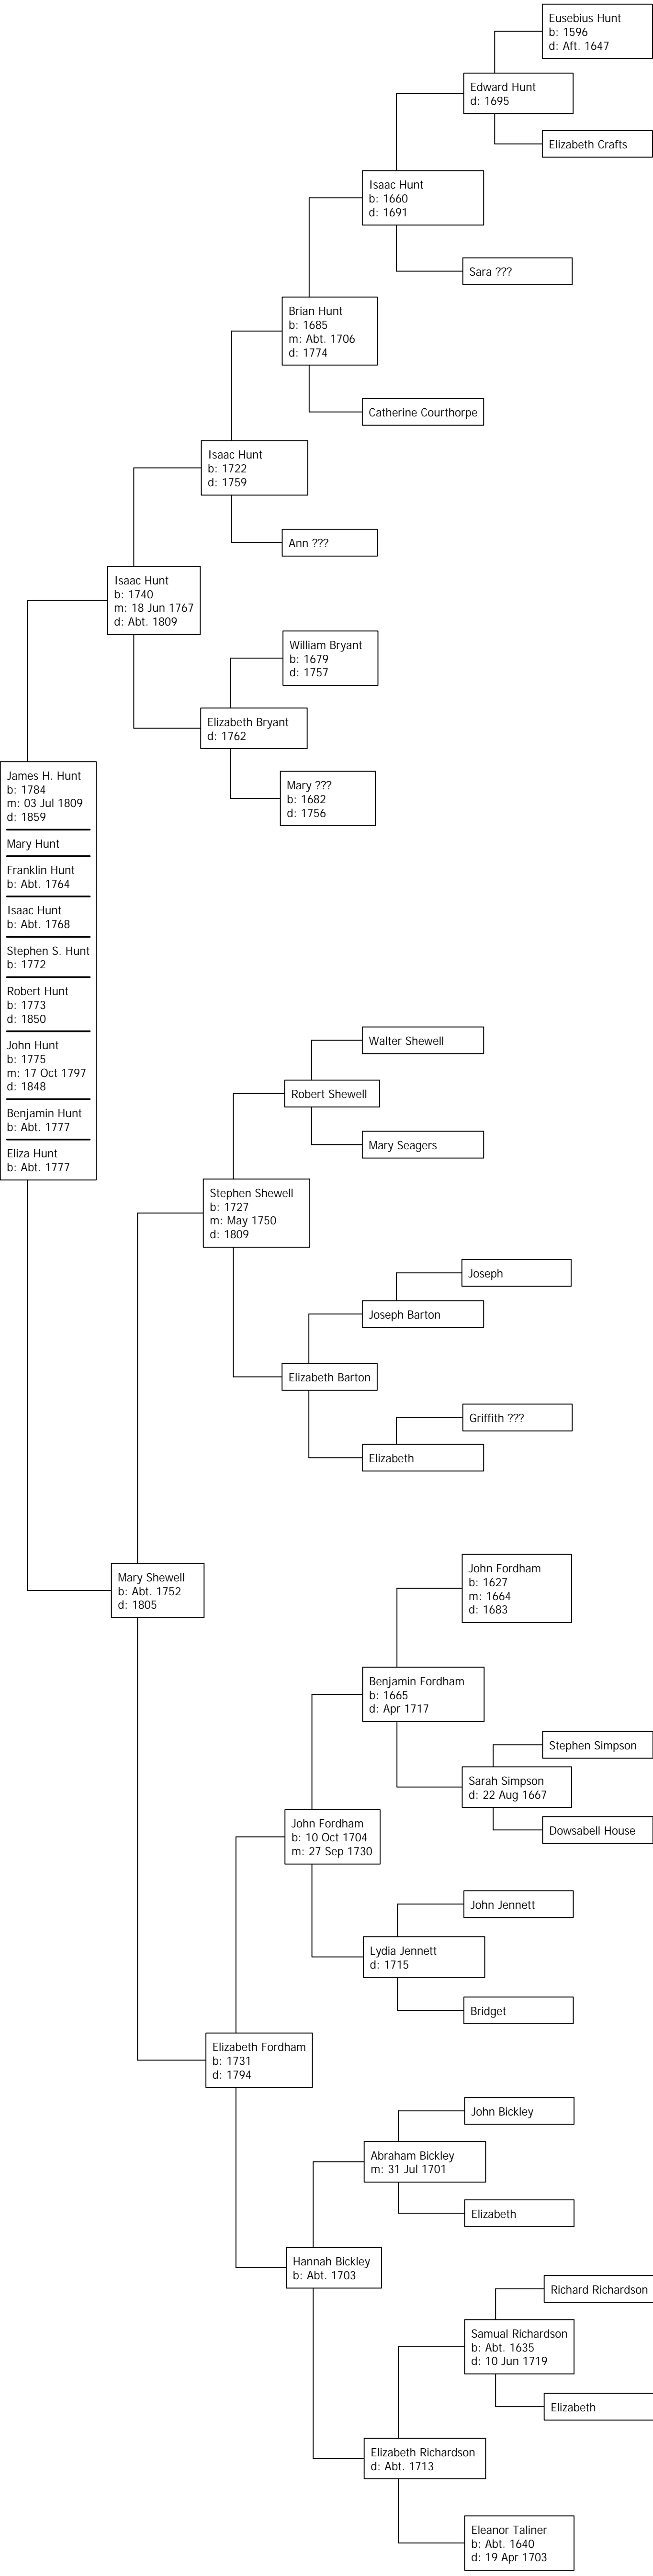 Eusebius Hunt
b: 1596
d: Aft. 1647
Edward Hunt
d: 1695
Elizabeth Crafts
Isaac Hunt
b: 1660
d: 1691
Sara ???
Brian Hunt
b: 1685
m: Abt. 1706
d: 1774
Catherine Courthorpe
Isaac Hunt
b: 1722
d: 1759
Ann ???
Isaac Hunt
b: 1740
m: 18 Jun 1767
d: Abt. 1809
William Bryant
b: 1679
d: 1757
Elizabeth Bryant
d: 1762
Mary ???
b: 1682
d: 1756
James H. Hunt
b: 1784
m: 03 Jul 1809
d: 1859
Mary Hunt
Franklin Hunt
b: Abt. 1764
Isaac Hunt
b: Abt. 1768
Stephen S. Hunt
b: 1772
Robert Hunt
b: 1773
d: 1850
John Hunt
b: 1775
m: 17 Oct 1797
d: 1848
Benjamin Hunt
b: Abt. 1777
Eliza Hunt
b: Abt. 1777
Walter Shewell
Robert Shewell
Mary Seagers
Stephen Shewell
b: 1727
m: May 1750
d: 1809
Joseph
Joseph Barton
Elizabeth Barton
Griffith ???
Elizabeth
Mary Shewell
b: Abt. 1752
d: 1805
John Fordham
b: 1627
m: 1664
d: 1683
Benjamin Fordham
b: 1665
d: Apr 1717
Stephen Simpson
Sarah Simpson
d: 22 Aug 1667
Dowsabell House
John Fordham
b: 10 Oct 1704
m: 27 Sep 1730
John Jennett
Lydia Jennett
d: 1715
Bridget
Elizabeth Fordham
b: 1731
d: 1794
John Bickley
Abraham Bickley
m: 31 Jul 1701
Elizabeth
Hannah Bickley
b: Abt. 1703
Richard Richardson
Samual Richardson
b: Abt. 1635
d: 10 Jun 1719
Elizabeth
Elizabeth Richardson
d: Abt. 1713
Eleanor Taliner
b: Abt. 1640
d: 19 Apr 1703